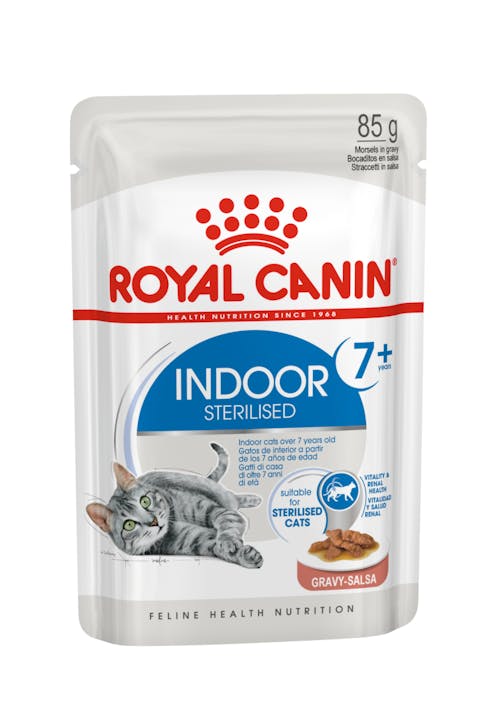 85 g
Morsels in gravy
Bocaditos en salsa
Straccetti in salsa
ROYAL CANIN®
HEALTH NUTRITION SINCE 1968
7+
years
INDOOR
STERILISED
Indoor cats over 7 years old
Gatos de interior a partir
de los 7 años de edad
Gatti di casa
di oltre 7 anni
di età
suitable
for
STERILISED
CATS
VITALITY &
RENAL
HEALTH
VITALIDAD
Y SALUD
RENAL
GRAVY-SALSA
FELINE HEALTH NUTRITION